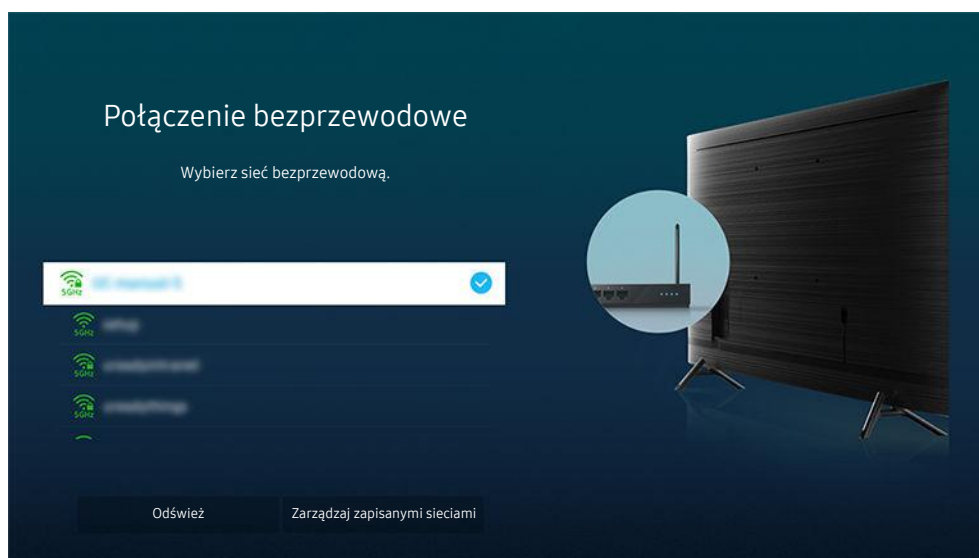 Połączenie bezprzewodowe
Wybierz sieć bezprzewodową.
5GHz
5GHz
5GHz
5GHz
Odśwież
Zarządzaj zapisanymi sieciami